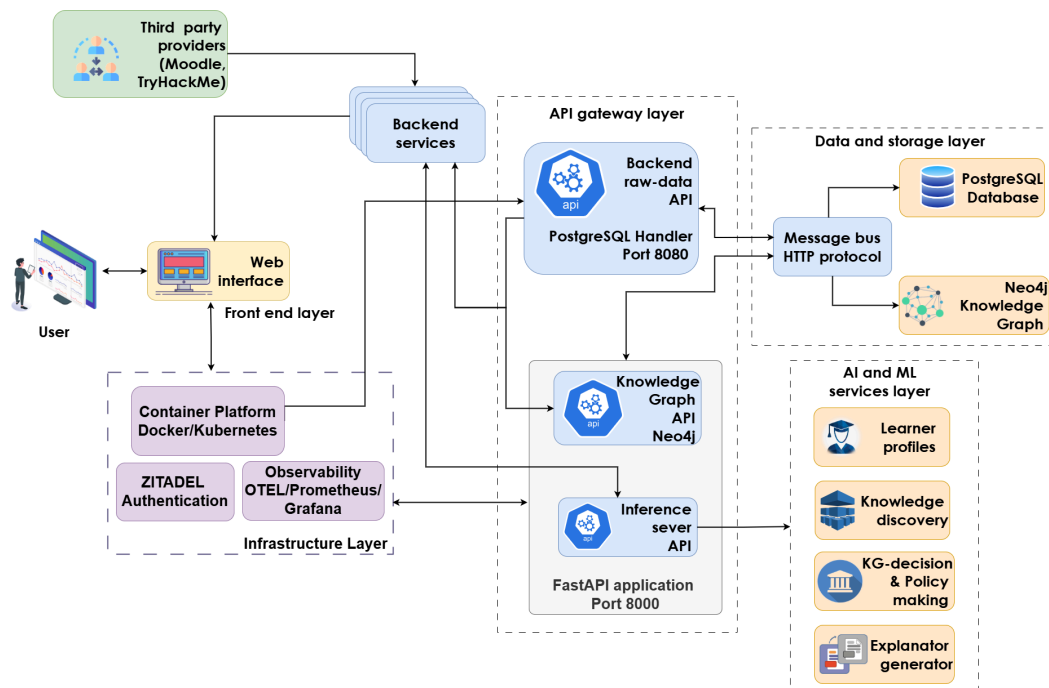 Third party
providers
(Moodle,
TryHackMe)
Backend
services
API gateway layer
api
Backend
raw-data
API
PostgreSQL Handler
Port 8080
Data and storage layer
PostgreSQL
Database
Message bus
HTTP protocol
Neo4j
Knowledge
Graph
User
Web
interface
Front end layer
Container Platform
Docker/Kubernetes
ZITADEL
Authentication
Observability
OTEL/Prometheus/
Grafana
Infrastructure Layer
api
Knowledge
Graph
API
Neo4j
api
Inference
sever
API
FastAPI application
Port 8000
AI and ML
services layer
Learner
profiles
Knowledge
discovery
KG-decision
& Policy
making
Explanator
generator